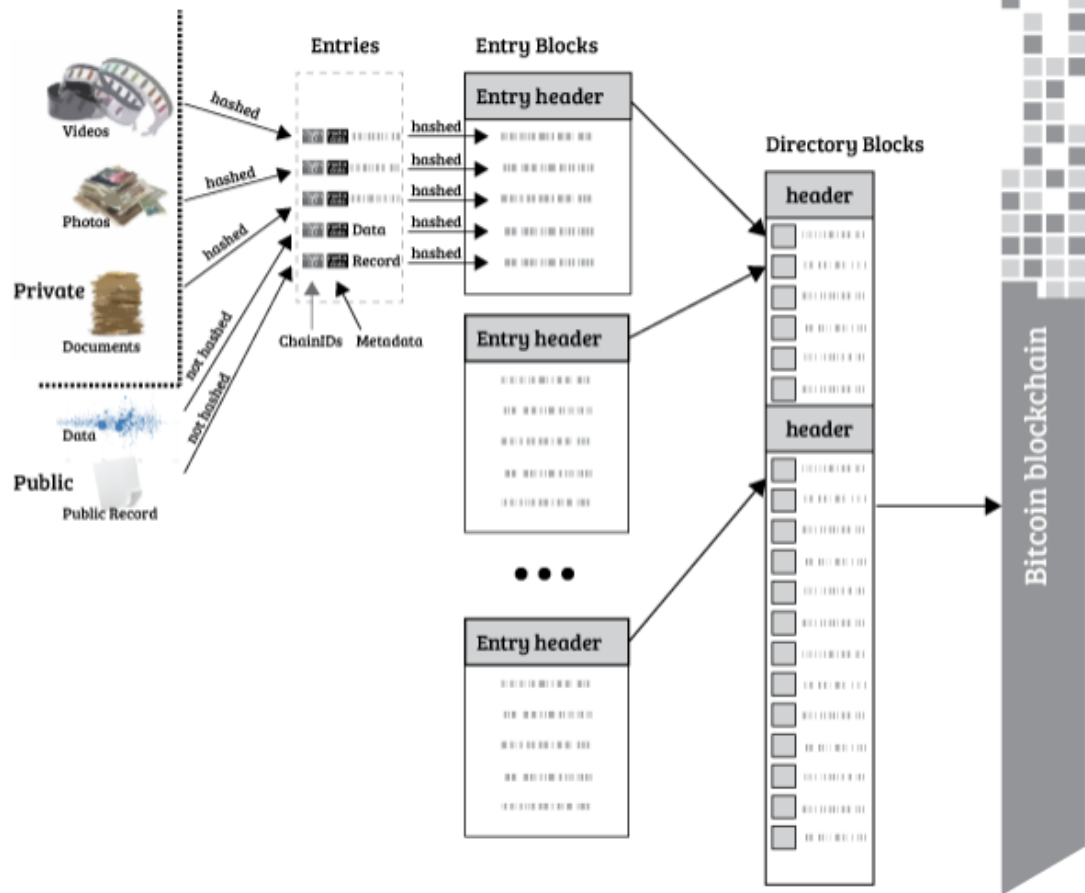 Entries
Entry Blocks
Directory Blocks
Videos
Photos
Private
Documents
Data
Public
Public Record
hashed
hashed
hashed
not hashed
not hashed
Data
Record
ChainIDs
Metadata
hashed
hashed
hashed
hashed
hashed
Entry header
Entry header
Entry header
header
header
Bitcoin blockchain